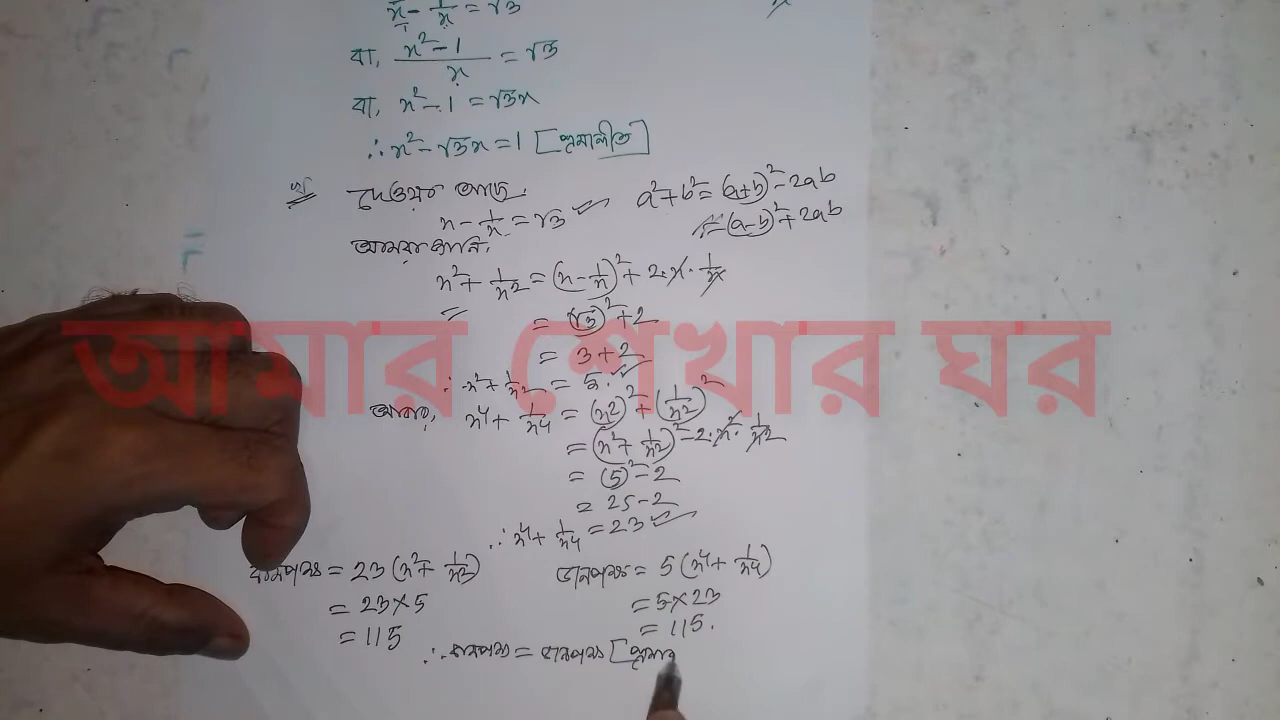 x - 1/x = √3
বা, (x² - 1)/x = √3
বা, x² - 1 = √3x
∴ x² - √3x = 1 [প্রমাণীত]
দেওয়া আছে,
x - 1/x = √3
a² + b² = (a+b)² - 2ab
= (a-b)² + 2ab
আমরা জানি,
x² + 1/x² = (x - 1/x)² + 2.x.1/x
=
= (√3)² + 2
= 3 + 2
∴ x² + 1/x² = 5.
আমার শেখার ঘর
আবার, x⁴ + 1/x⁴ = (x²)² + (1/x²)²
= (x² + 1/x²)² - 2.x².1/x²
= (5)² - 2
= 25 - 2
∴ x⁴ + 1/x⁴ = 23
বামপক্ষ = 23 (x² + 1/x²)
= 23 × 5
= 115
ডানপক্ষ = 5 (x⁴ + 1/x⁴)
= 5 × 23
= 115.
∴ বামপক্ষ = ডানপক্ষ [প্রমা